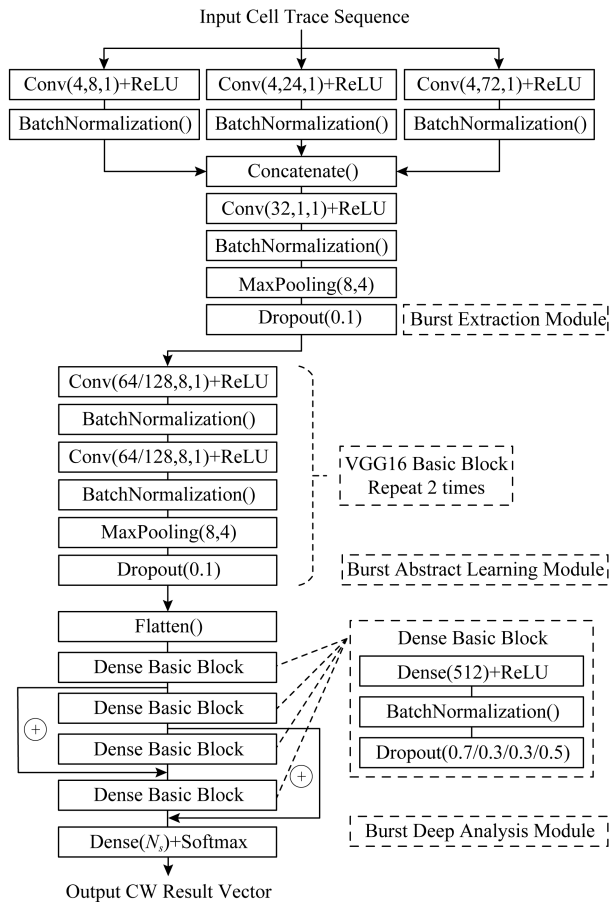 Input Cell Trace Sequence
Conv(4,8,1)+ReLU
Conv(4,24,1)+ReLU
Conv(4,72,1)+ReLU
BatchNormalization()
BatchNormalization()
BatchNormalization()
Concatenate()
Conv(32,1,1)+ReLU
BatchNormalization()
MaxPooling(8,4)
Dropout(0.1)
Burst Extraction Module
Conv(64/128,8,1)+ReLU
BatchNormalization()
Conv(64/128,8,1)+ReLU
BatchNormalization()
MaxPooling(8,4)
Dropout(0.1)
VGG16 Basic Block
Repeat 2 times
Burst Abstract Learning Module
Flatten()
Dense Basic Block
Dense Basic Block
Dense Basic Block
Dense Basic Block
+
+
Dense Basic Block
Dense(512)+ReLU
BatchNormalization()
Dropout(0.7/0.3/0.3/0.5)
Dense(Nₛ)+Softmax
Burst Deep Analysis Module
Output CW Result Vector